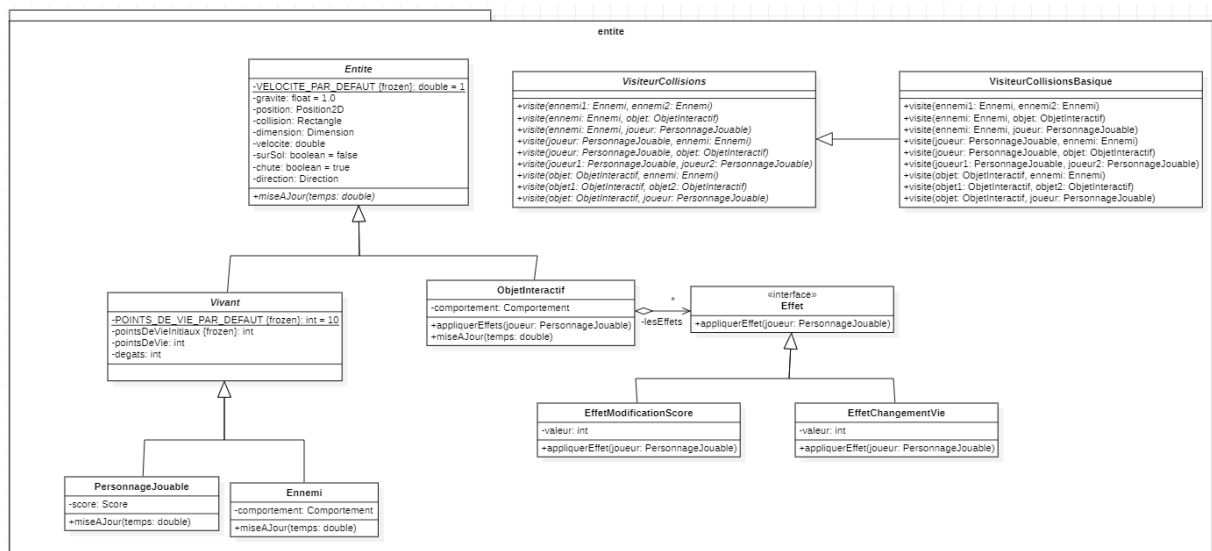 entite
Entite
-VELOCITE_PAR_DEFAUT {frozen}: double = 1
-gravite: float = 1.0
-position: Position2D
-collision: Rectangle
-dimension: Dimension
-velocite: double
-surSol: boolean = false
-chute: boolean = true
-direction: Direction
+miseAJour(temps: double)
VisiteurCollisions
+visite(ennemi1: Ennemi, ennemi2: Ennemi)
+visite(ennemi: Ennemi, objet: ObjetInteractif)
+visite(ennemi: Ennemi, joueur: PersonnageJouable)
+visite(joueur: PersonnageJouable, ennemi: Ennemi)
+visite(joueur: PersonnageJouable, objet: ObjetInteractif)
+visite(joueur1: PersonnageJouable, joueur2: PersonnageJouable)
+visite(objet: ObjetInteractif, ennemi: Ennemi)
+visite(objet1: ObjetInteractif, objet2: ObjetInteractif)
+visite(objet: ObjetInteractif, joueur: PersonnageJouable)
VisiteurCollisionsBasique
+visite(ennemi1: Ennemi, ennemi2: Ennemi)
+visite(ennemi: Ennemi, objet: ObjetInteractif)
+visite(ennemi: Ennemi, joueur: PersonnageJouable)
+visite(joueur: PersonnageJouable, ennemi: Ennemi)
+visite(joueur: PersonnageJouable, objet: ObjetInteractif)
+visite(joueur1: PersonnageJouable, joueur2: PersonnageJouable)
+visite(objet: ObjetInteractif, ennemi: Ennemi)
+visite(objet1: ObjetInteractif, objet2: ObjetInteractif)
+visite(objet: ObjetInteractif, joueur: PersonnageJouable)
Vivant
-POINTS_DE_VIE_PAR_DEFAUT {frozen}: int = 10
-pointsDeVieInitiaux {frozen}: int
-pointsDeVie: int
-degats: int
ObjetInteractif
-comportement: Comportement
+appliquerEffets(joueur: PersonnageJouable)
+miseAJour(temps: double)
*
-lesEffets
«interface»
Effet
+appliquerEffet(joueur: PersonnageJouable)
EffetModificationScore
-valeur: int
+appliquerEffet(joueur: PersonnageJouable)
EffetChangementVie
-valeur: int
+appliquerEffet(joueur: PersonnageJouable)
PersonnageJouable
-score: Score
+miseAJour(temps: double)
Ennemi
-comportement: Comportement
+miseAJour(temps: double)